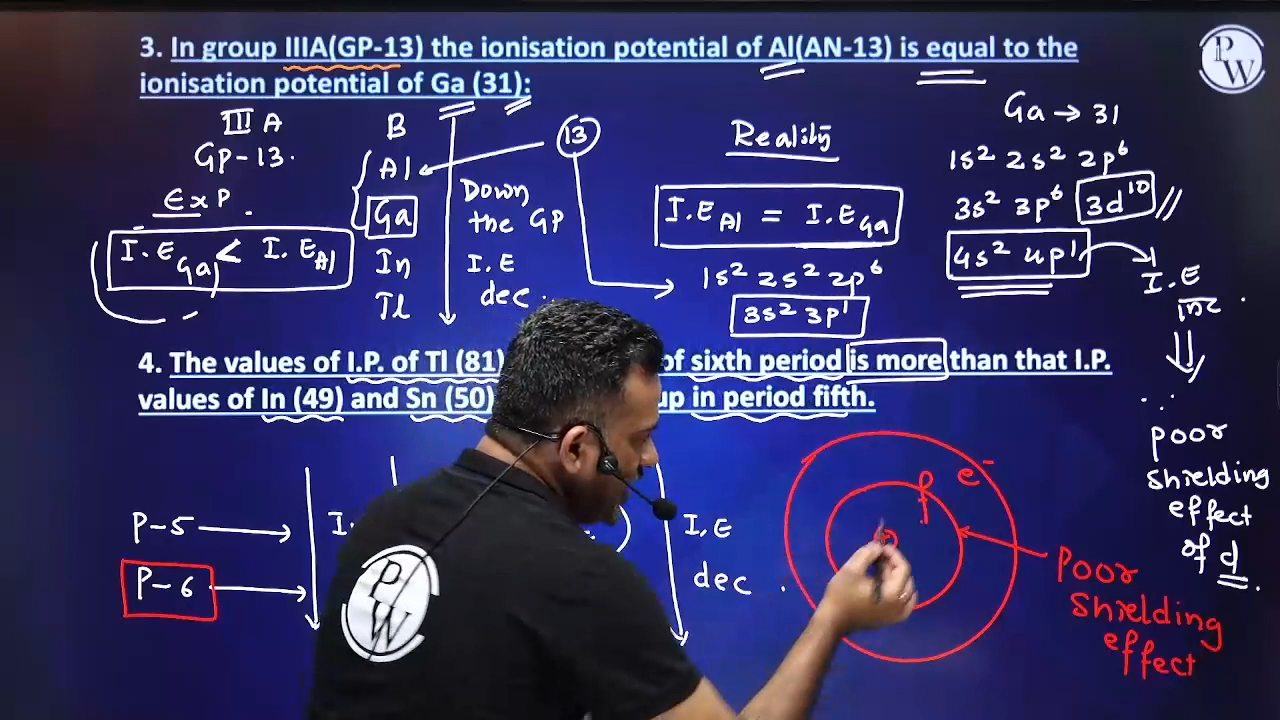 3. In group IIIA(GP-13) the ionisation potential of Al(AN-13) is equal to the
ionisation potential of Ga (31):
III A
GP-13.
Exp.
I.E Ga < I.E Al
B
Al
Ga
In
Tl
Down
the GP
I.E
dec.
13
Reality
I.E Al = I.E Ga
1s² 2s² 2p⁶
3s² 3p¹
Ga → 31
1s² 2s² 2p⁶
3s² 3p⁶ 3d¹⁰
4s² 4p¹
I.E
inc
∵
poor
shielding
effect
of d.
4. The values of I.P. of Tl (81) of sixth period is more than that I.P.
values of In (49) and Sn (50) up in period fifth.
P-5
P-6
I.
I.E
dec.
f
e⁻
Poor
shielding
effect
PW
PW